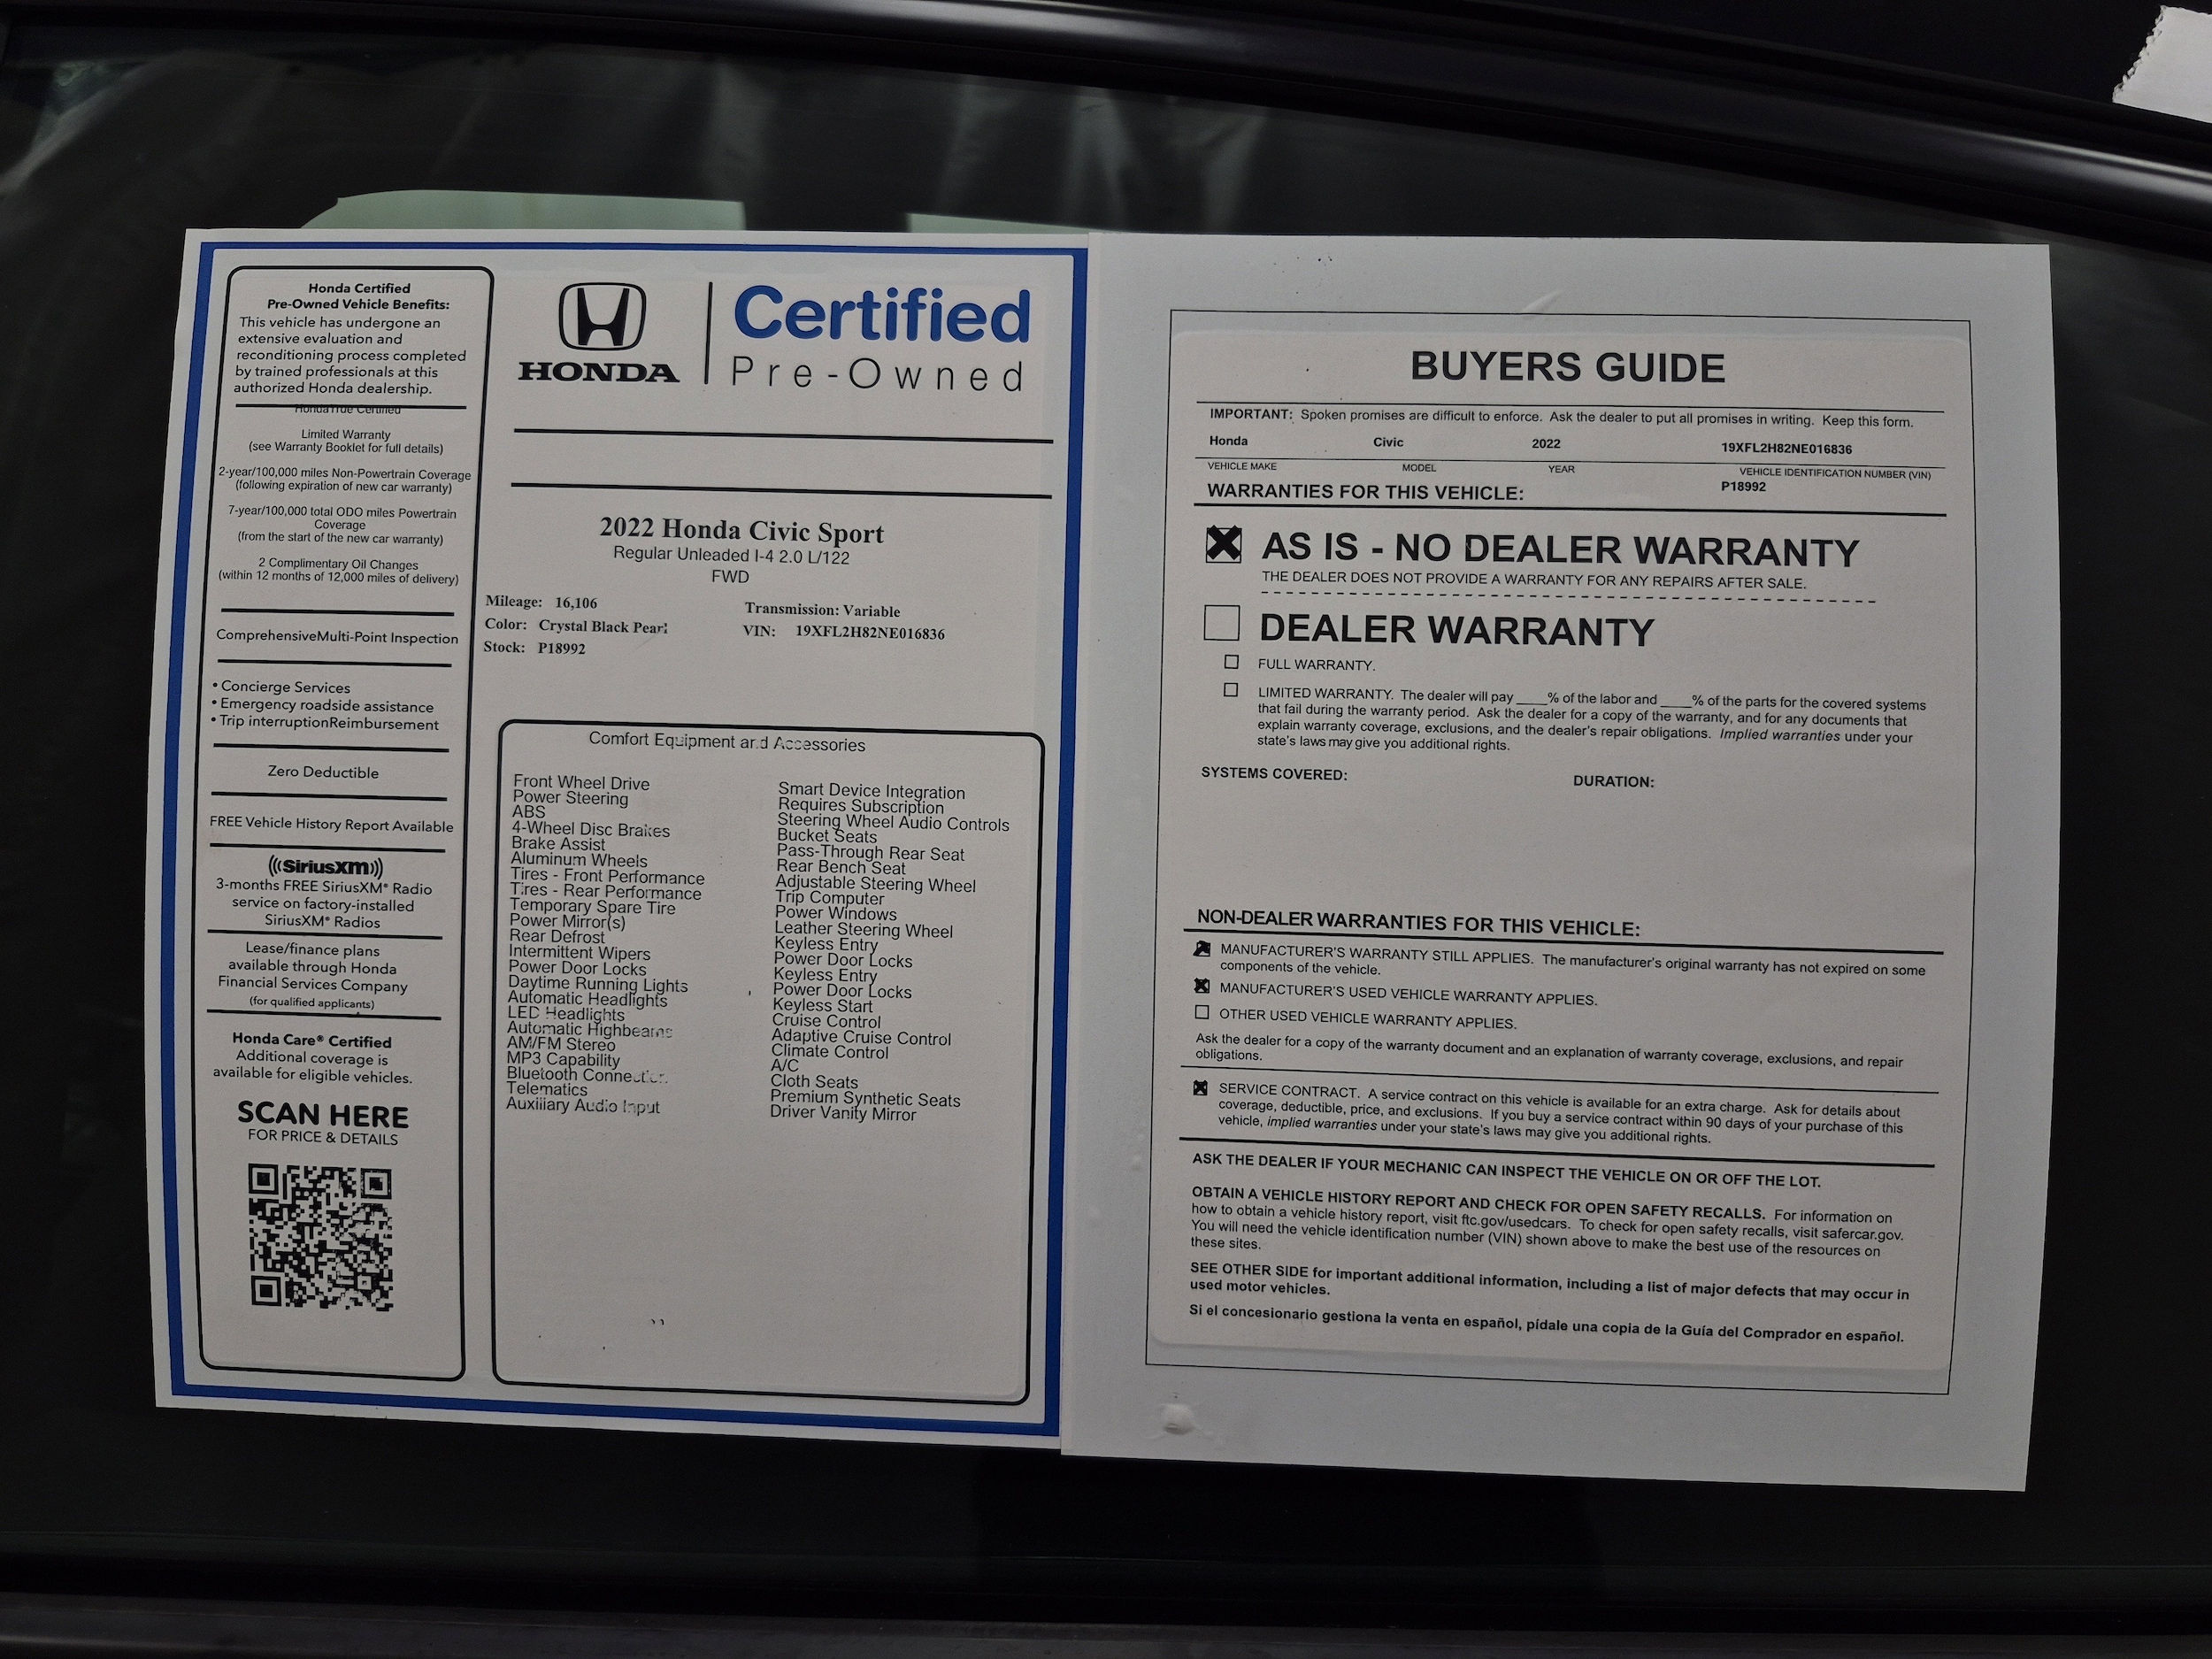 Honda Certified
Pre-Owned Vehicle Benefits:
This vehicle has undergone an
extensive evaluation and
reconditioning process completed
by trained professionals at this
authorized Honda dealership.
HondaTrue Certified
Limited Warranty
(see Warranty Booklet for full details)
2-year/100,000 miles Non-Powertrain Coverage
(following expiration of new car warranty)
7-year/100,000 total ODO miles Powertrain
Coverage
(from the start of the new car warranty)
2 Complimentary Oil Changes
(within 12 months of 12,000 miles of delivery)
ComprehensiveMulti-Point Inspection
• Concierge Services
• Emergency roadside assistance
• Trip interruptionReimbursement
Zero Deductible
FREE Vehicle History Report Available
((SiriusXM))
3-months FREE SiriusXM® Radio
service on factory-installed
SiriusXM® Radios
Lease/finance plans
available through Honda
Financial Services Company
(for qualified applicants)
Honda Care® Certified
Additional coverage is
available for eligible vehicles.
SCAN HERE
FOR PRICE & DETAILS
HONDA
Certified
Pre-Owned
2022 Honda Civic Sport
Regular Unleaded I-4 2.0 L/122
FWD
Mileage: 16,106
Color: Crystal Black Pearl
Stock: P18992
Transmission: Variable
VIN: 19XFL2H82NE016836
Comfort Equipment and Accessories
Front Wheel Drive
Power Steering
ABS
4-Wheel Disc Brakes
Brake Assist
Aluminum Wheels
Tires - Front Performance
Tires - Rear Performance
Temporary Spare Tire
Power Mirror(s)
Rear Defrost
Intermittent Wipers
Power Door Locks
Daytime Running Lights
Automatic Headlights
LED Headlights
Automatic Highbeams
AM/FM Stereo
MP3 Capability
Bluetooth Connection
Telematics
Auxiliary Audio Input
Smart Device Integration
Requires Subscription
Steering Wheel Audio Controls
Bucket Seats
Pass-Through Rear Seat
Rear Bench Seat
Adjustable Steering Wheel
Trip Computer
Power Windows
Leather Steering Wheel
Keyless Entry
Power Door Locks
Keyless Entry
Power Door Locks
Keyless Start
Cruise Control
Adaptive Cruise Control
Climate Control
A/C
Cloth Seats
Premium Synthetic Seats
Driver Vanity Mirror
BUYERS GUIDE
IMPORTANT: Spoken promises are difficult to enforce. Ask the dealer to put all promises in writing. Keep this form.
Honda Civic 2022 19XFL2H82NE016836
VEHICLE MAKE MODEL YEAR VEHICLE IDENTIFICATION NUMBER (VIN)
P18992
WARRANTIES FOR THIS VEHICLE:
AS IS - NO DEALER WARRANTY
THE DEALER DOES NOT PROVIDE A WARRANTY FOR ANY REPAIRS AFTER SALE.
DEALER WARRANTY
FULL WARRANTY.
LIMITED WARRANTY. The dealer will pay ____% of the labor and ____% of the parts for the covered systems
that fail during the warranty period. Ask the dealer for a copy of the warranty, and for any documents that
explain warranty coverage, exclusions, and the dealer's repair obligations. Implied warranties under your
state's laws may give you additional rights.
SYSTEMS COVERED: DURATION:
NON-DEALER WARRANTIES FOR THIS VEHICLE:
MANUFACTURER'S WARRANTY STILL APPLIES. The manufacturer's original warranty has not expired on some
components of the vehicle.
MANUFACTURER'S USED VEHICLE WARRANTY APPLIES.
OTHER USED VEHICLE WARRANTY APPLIES.
Ask the dealer for a copy of the warranty document and an explanation of warranty coverage, exclusions, and repair
obligations.
SERVICE CONTRACT. A service contract on this vehicle is available for an extra charge. Ask for details about
coverage, deductible, price, and exclusions. If you buy a service contract within 90 days of your purchase of this
vehicle, implied warranties under your state's laws may give you additional rights.
ASK THE DEALER IF YOUR MECHANIC CAN INSPECT THE VEHICLE ON OR OFF THE LOT.
OBTAIN A VEHICLE HISTORY REPORT AND CHECK FOR OPEN SAFETY RECALLS. For information on
how to obtain a vehicle history report, visit ftc.gov/usedcars. To check for open safety recalls, visit safercar.gov.
You will need the vehicle identification number (VIN) shown above to make the best use of the resources on
these sites.
SEE OTHER SIDE for important additional information, including a list of major defects that may occur in
used motor vehicles.
Si el concesionario gestiona la venta en español, pídale una copia de la Guía del Comprador en español.